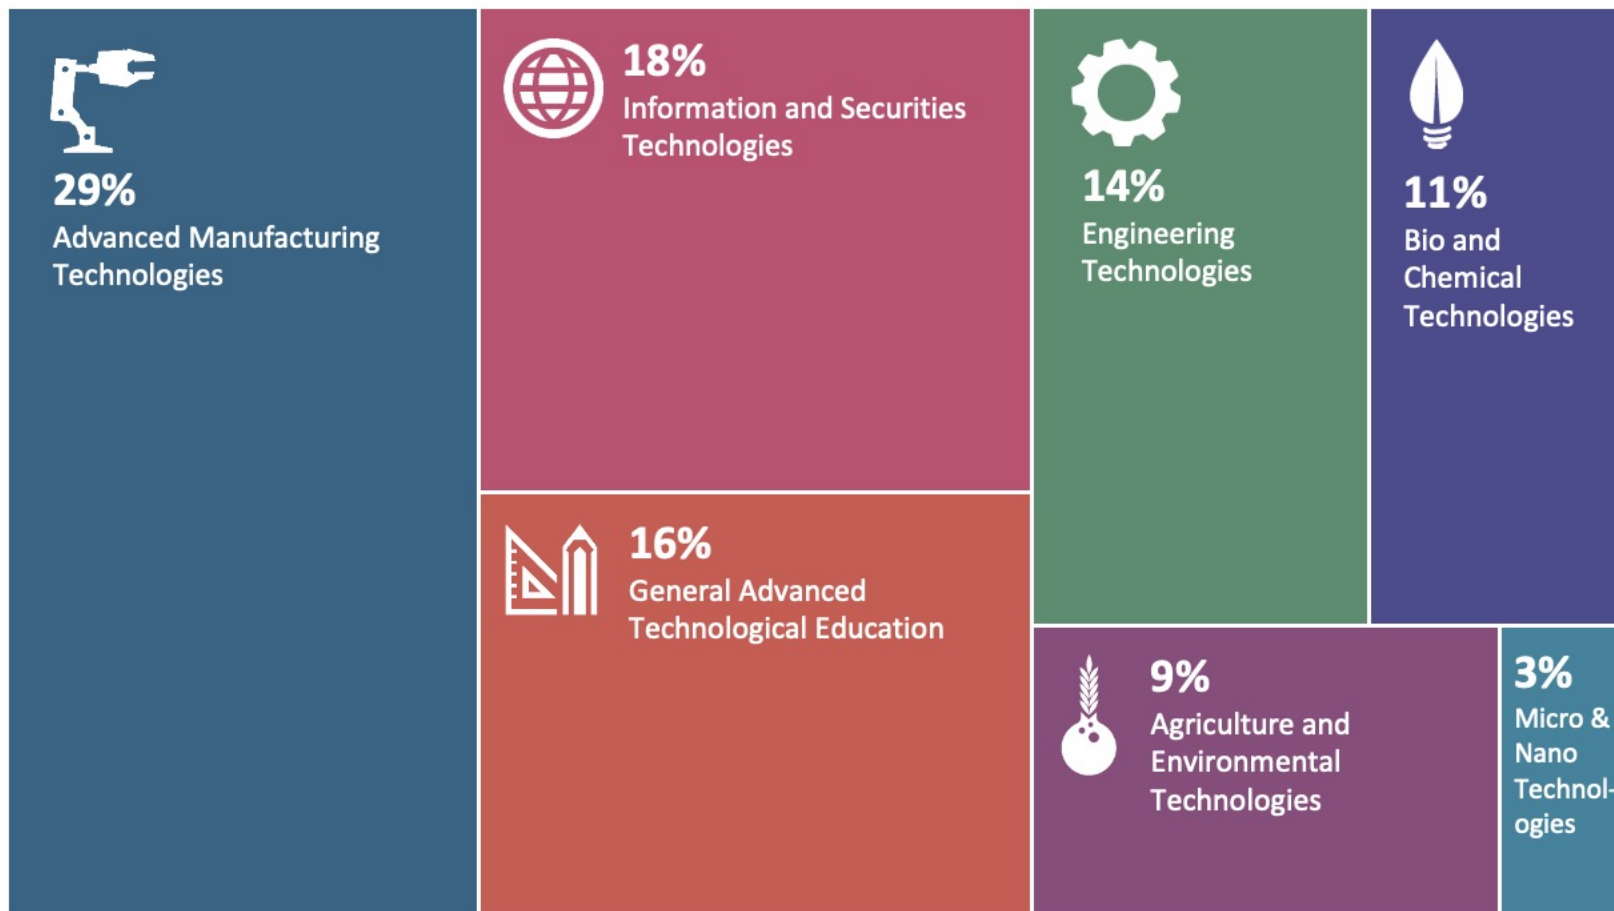 29%
Advanced Manufacturing
Technologies
18%
Information and Securities
Technologies
16%
General Advanced
Technological Education
14%
Engineering
Technologies
11%
Bio and
Chemical
Technologies
9%
Agriculture and
Environmental
Technologies
3%
Micro &
Nano
Technol-
ogies